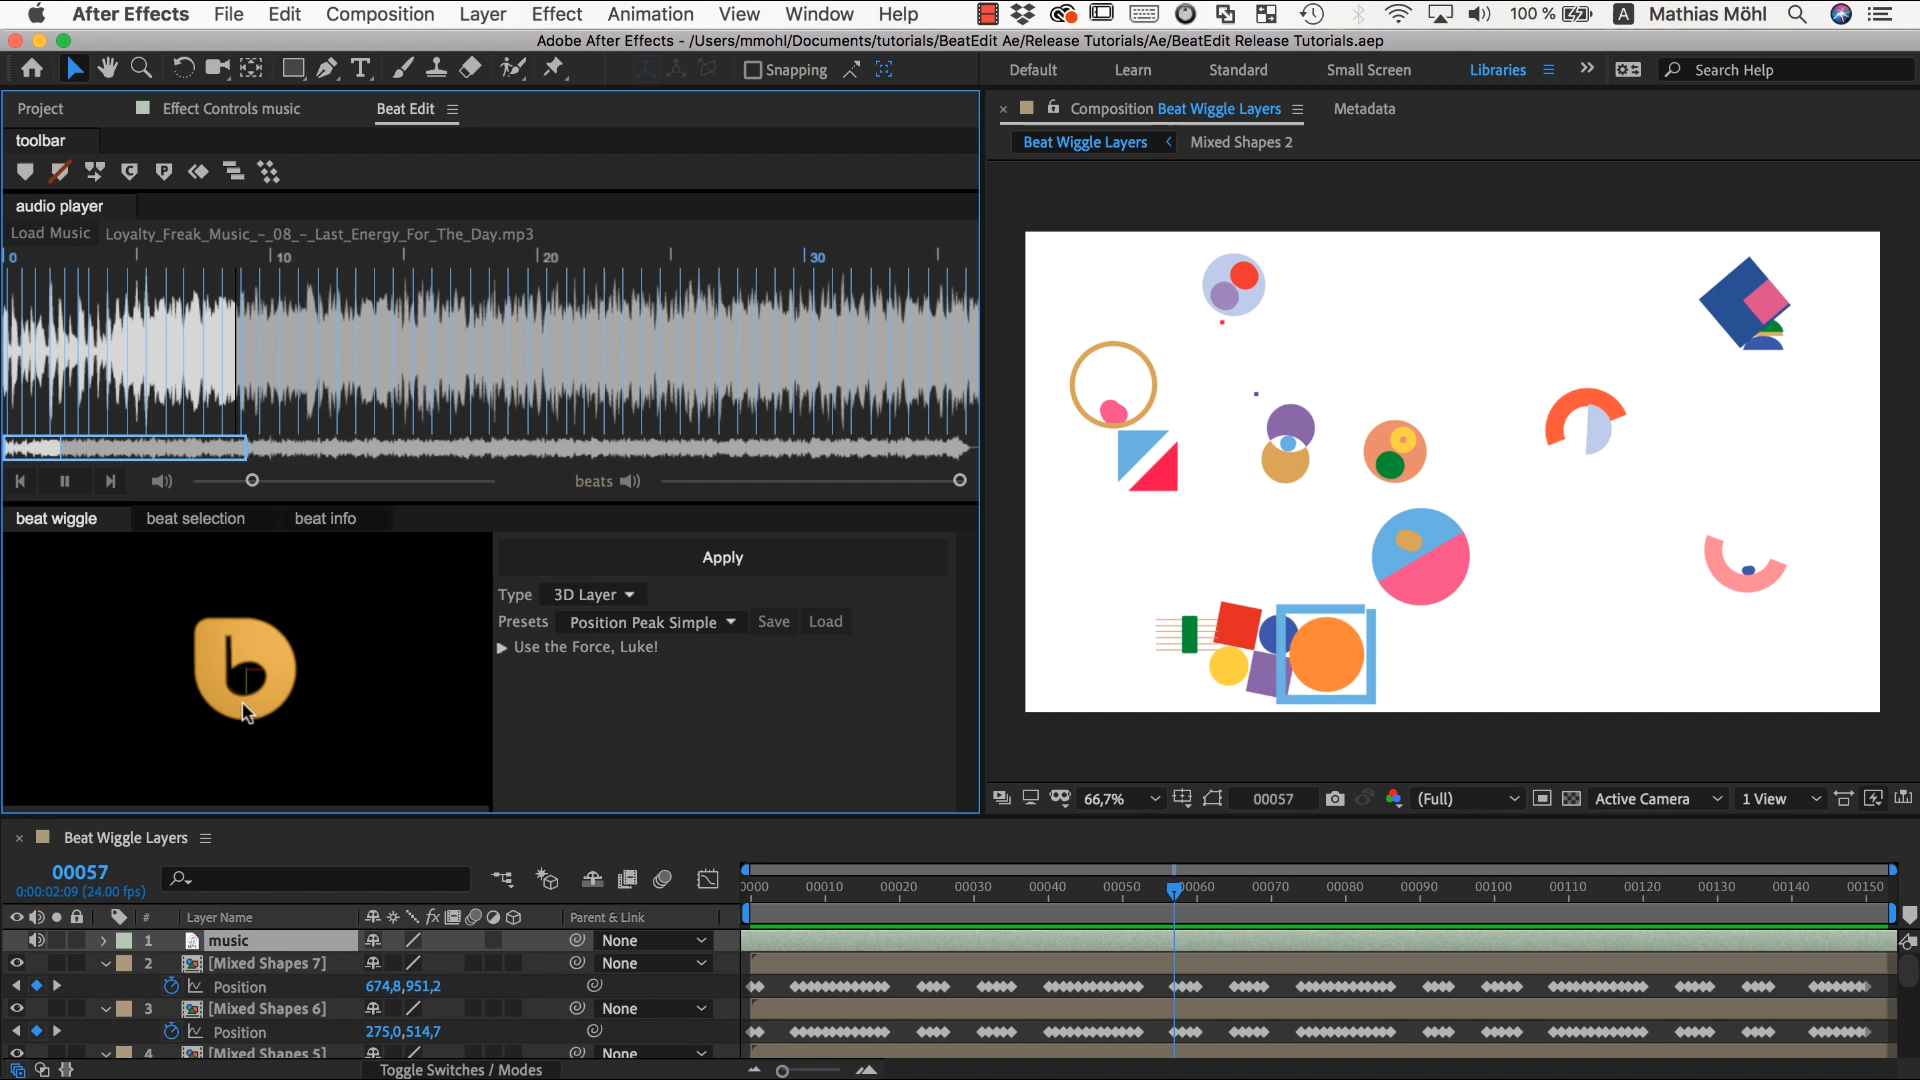 After Effects File Edit Composition Layer Effect Animation View Window Help 100 % A Mathias Möhl
Adobe After Effects - /Users/mmohl/Documents/tutorials/BeatEdit Ae/Release Tutorials/Ae/BeatEdit Release Tutorials.aep
T Snapping Default Learn Standard Small Screen Libraries Search Help
Project Effect Controls music Beat Edit Composition Beat Wiggle Layers Metadata
toolbar Beat Wiggle Layers Mixed Shapes 2
C P
audio player
Load Music Loyalty_Freak_Music_-_08_-_Last_Energy_For_The_Day.mp3
0 10 20 30
beats
beat wiggle beat selection beat info
Apply
Type 3D Layer
Presets Position Peak Simple Save Load
Use the Force, Luke!
b
66,7% 00057 (Full) Active Camera 1 View
Beat Wiggle Layers
00057
0:00:02:09 (24.00 fps)
0000 00010 00020 00030 00040 00050 00060 00070 00080 00090 00100 00110 00120 00130 00140 00150
# Layer Name fx Parent & Link
1 music None
2 [Mixed Shapes 7] None
Position 674,8,951,2
3 [Mixed Shapes 6] None
Position 275,0,514,7
4 [Mixed Shapes 5] None
Toggle Switches / Modes